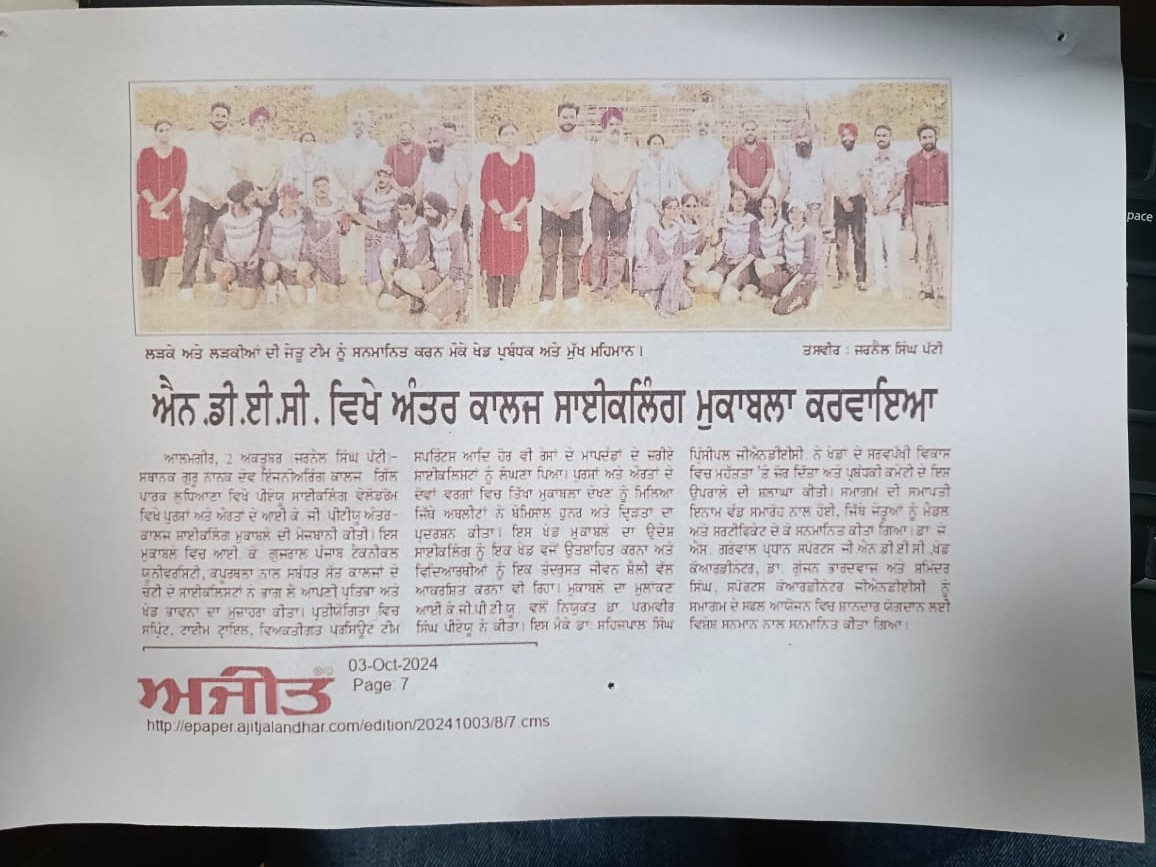 ਲੜਕੇ ਅਤੇ ਲੜਕੀਆਂ ਦੀ ਜੇਤੂ ਟੀਮ ਨੂੰ ਸਨਮਾਨਿਤ ਕਰਨ ਮੌਕੇ ਖੇਡ ਪ੍ਰਬੰਧਕ ਅਤੇ ਮੁੱਖ ਮਹਿਮਾਨ।
ਤਸਵੀਰ : ਜਰਨੈਲ ਸਿੰਘ ਪੱਟੀ
ਐਨ.ਡੀ.ਈ.ਸੀ. ਵਿਖੇ ਅੰਤਰ ਕਾਲਜ ਸਾਈਕਲਿੰਗ ਮੁਕਾਬਲਾ ਕਰਵਾਇਆ
ਆਲਮਗੀਰ, 2 ਅਕਤੂਬਰ (ਜਰਨੈਲ ਸਿੰਘ ਪੱਟੀ)-
ਸਥਾਨਕ ਗੁਰੂ ਨਾਨਕ ਦੇਵ ਇੰਜਨੀਅਰਿੰਗ ਕਾਲਜ ਗਿੱਲ
ਪਾਰਕ ਲੁਧਿਆਣਾ ਵਿਖੇ ਪੀਏਯੂ ਸਾਈਕਲਿੰਗ ਵੇਲੋਡਰੋਮ
ਵਿਖੇ ਪੁਰਸ਼ਾਂ ਅਤੇ ਔਰਤਾਂ ਦੇ ਆਈ.ਕੇ. ਜੀ. ਪੀਟੀਯੂ ਅੰਤਰ-
ਕਾਲਜ ਸਾਈਕਲਿੰਗ ਮੁਕਾਬਲੇ ਦੀ ਮੇਜ਼ਬਾਨੀ ਕੀਤੀ। ਇਸ
ਮੁਕਾਬਲੇ ਵਿਚ ਆਈ. ਕੇ. ਗੁਜਰਾਲ ਪੰਜਾਬ ਟੈਕਨੀਕਲ
ਯੂਨੀਵਰਸਿਟੀ, ਕਪੂਰਥਲਾ ਨਾਲ ਸਬੰਧਤ ਸੱਤ ਕਾਲਜਾਂ ਦੇ
ਚੋਟੀ ਦੇ ਸਾਈਕਲਿਸਟਾਂ ਨੇ ਭਾਗ ਲੈ ਆਪਣੀ ਪ੍ਰਤਿਭਾ ਅਤੇ
ਖੇਡ ਭਾਵਨਾ ਦਾ ਮੁਜ਼ਾਹਰਾ ਕੀਤਾ। ਪ੍ਰਤੀਯੋਗਿਤਾ ਵਿਚ
ਸਪ੍ਰਿੰਟ, ਟਾਈਮ ਟ੍ਰਾਇਲ, ਵਿਅਕਤੀਗਤ ਪਰਸਿਊਟ ਟੀਮ
ਸਪਰਿੰਟਸ ਆਦਿ ਹੋਰ ਵੀ ਰੇਸਾਂ ਦੇ ਮਾਪਦੰਡਾਂ ਦੇ ਜ਼ਰੀਏ
ਸਾਈਕਲਿਸਟਾਂ ਨੂੰ ਲੰਘਣਾ ਪਿਆ। ਪੁਰਸ਼ਾਂ ਅਤੇ ਔਰਤਾਂ ਦੇ
ਦੋਵਾਂ ਵਰਗਾਂ ਵਿਚ ਤਿੱਖਾ ਮੁਕਾਬਲਾ ਦੇਖਣ ਨੂੰ ਮਿਲਿਆ
ਜਿੱਥੇ ਅਥਲੀਟਾਂ ਨੇ ਬੇਮਿਸਾਲ ਹੁਨਰ ਅਤੇ ਦ੍ਰਿੜਤਾ ਦਾ
ਪ੍ਰਦਰਸ਼ਨ ਕੀਤਾ। ਇਸ ਖੇਡ ਮੁਕਾਬਲੇ ਦਾ ਉਦੇਸ਼
ਸਾਈਕਲਿੰਗ ਨੂੰ ਇਕ ਖੇਡ ਵਜੋਂ ਉਤਸ਼ਾਹਿਤ ਕਰਨਾ ਅਤੇ
ਵਿਦਿਆਰਥੀਆਂ ਨੂੰ ਇਕ ਤੰਦਰੁਸਤ ਜੀਵਨ ਸ਼ੈਲੀ ਵੱਲ
ਆਕਰਸ਼ਿਤ ਕਰਨਾ ਵੀ ਰਿਹਾ। ਮੁਕਾਬਲੇ ਦਾ ਮੁਲਾਂਕਣ
ਆਈ.ਕੇ.ਜੀ.ਪੀ.ਟੀ.ਯੂ. ਵਲੋਂ ਨਿਯੁਕਤ ਡਾ. ਪਰਮਵੀਰ
ਸਿੰਘ ਪੀਏਯੂ ਨੇ ਕੀਤਾ। ਇਸ ਮੌਕੇ ਡਾ. ਸਹਿਜਪਾਲ ਸਿੰਘ
ਪ੍ਰਿੰਸੀਪਲ ਜੀਐਨਡੀਈਸੀ. ਨੇ ਖੇਡਾਂ ਦੇ ਸਰਵਪੱਖੀ ਵਿਕਾਸ
ਵਿਚ ਮਹੱਤਤਾ 'ਤੇ ਜ਼ੋਰ ਦਿੱਤਾ ਅਤੇ ਪ੍ਰਬੰਧਕੀ ਕਮੇਟੀ ਦੇ ਇਸ
ਉਪਰਾਲੇ ਦੀ ਸ਼ਲਾਘਾ ਕੀਤੀ। ਸਮਾਗਮ ਦੀ ਸਮਾਪਤੀ
ਇਨਾਮ ਵੰਡ ਸਮਾਰੋਹ ਨਾਲ ਹੋਈ, ਜਿੱਥੇ ਜੇਤੂਆਂ ਨੂੰ ਮੈਡਲ
ਅਤੇ ਸਰਟੀਫਿਕੇਟ ਦੇ ਕੇ ਸਨਮਾਨਿਤ ਕੀਤਾ ਗਿਆ। ਡਾ. ਜੇ.
ਐਸ. ਗਰੇਵਾਲ ਪ੍ਰਧਾਨ ਸਪੋਰਟਸ ਜੀ.ਐਨ.ਡੀ.ਈ.ਸੀ., ਖੇਡ
ਕੋਆਰਡੀਨੇਟਰ, ਡਾ. ਗੁੰਜਨ ਭਾਰਦਵਾਜ ਅਤੇ ਸ਼ਮਿੰਦਰ
ਸਿੰਘ, ਸਪੋਰਟਸ ਕੋਆਰਡੀਨੇਟਰ ਜੀਐਨਡੀਈਸੀ ਨੂੰ
ਸਮਾਗਮ ਦੇ ਸਫਲ ਆਯੋਜਨ ਵਿਚ ਸ਼ਾਨਦਾਰ ਯੋਗਦਾਨ ਲਈ
ਵਿਸ਼ੇਸ਼ ਸਨਮਾਨ ਨਾਲ ਸਨਮਾਨਿਤ ਕੀਤਾ ਗਿਆ।
ਅਜੀਤ
03-Oct-2024
Page: 7
http://epaper.ajitjalandhar.com/edition/20241003/8/7.cms
pace